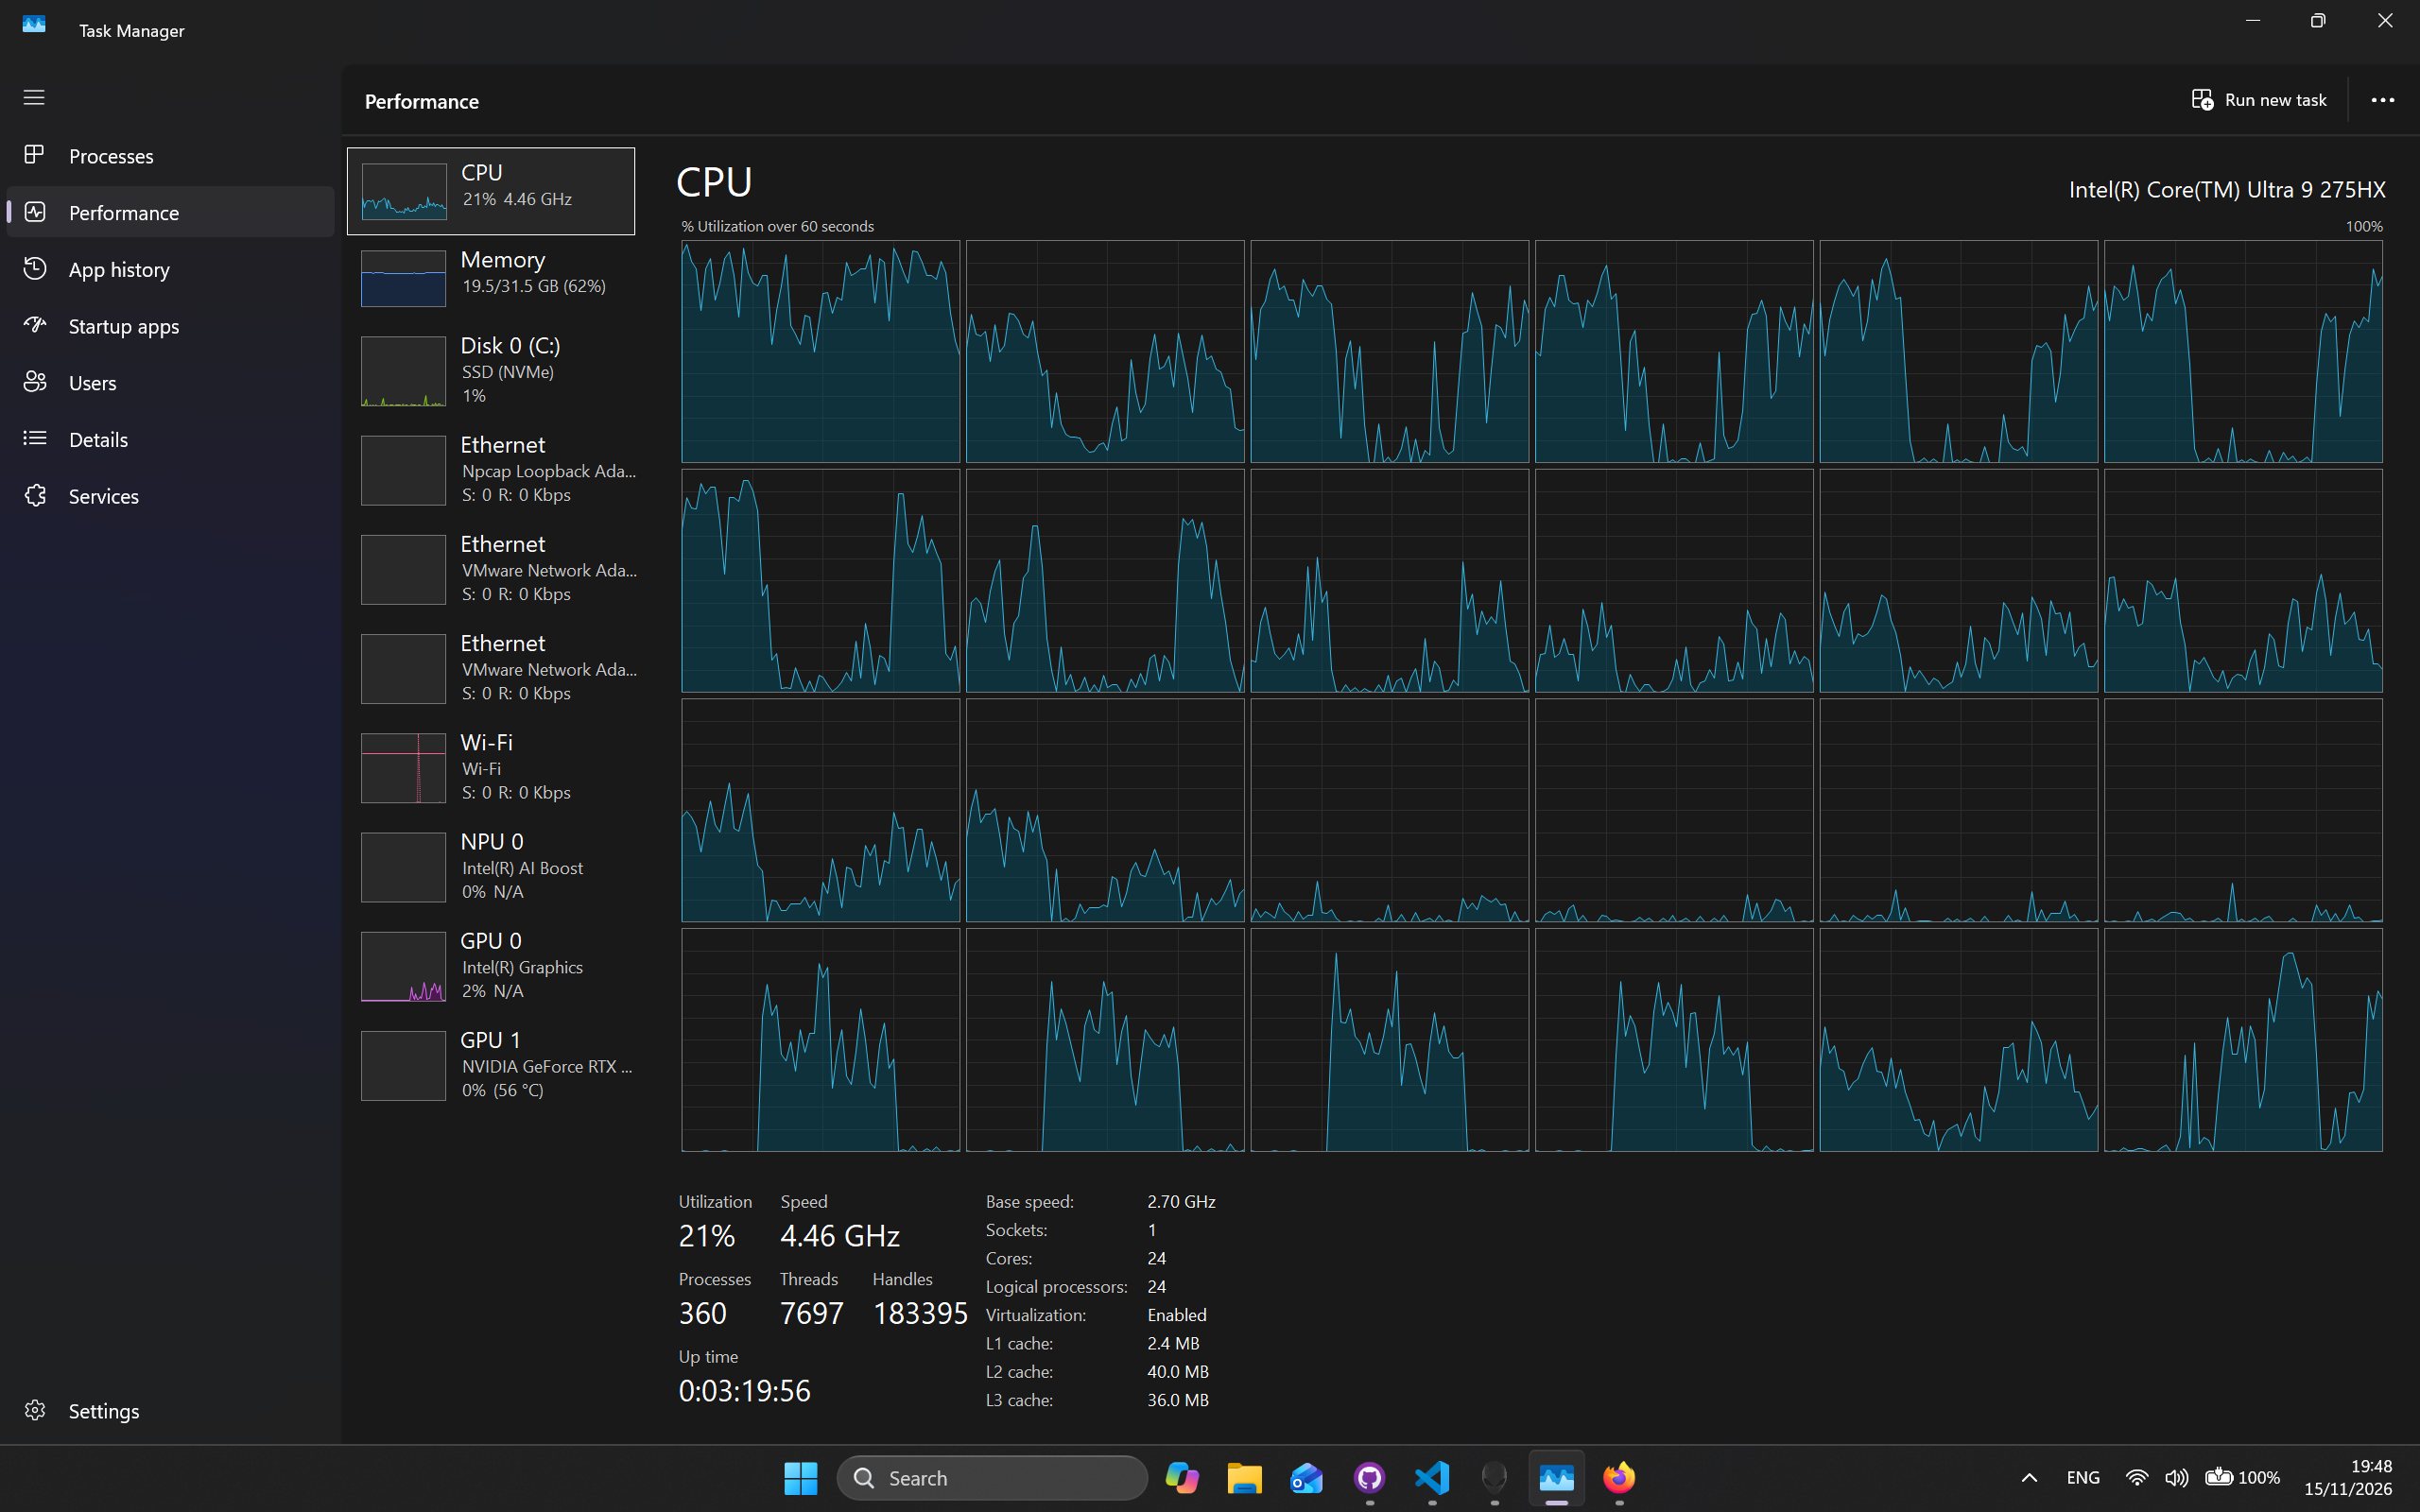 Task Manager
Performance
Run new task
Processes
Performance
App history
Startup apps
Users
Details
Services
Settings
CPU
21% 4.46 GHz
Memory
19.5/31.5 GB (62%)
Disk 0 (C:)
SSD (NVMe)
1%
Ethernet
Npcap Loopback Ada...
S: 0 R: 0 Kbps
Ethernet
VMware Network Ada...
S: 0 R: 0 Kbps
Ethernet
VMware Network Ada...
S: 0 R: 0 Kbps
Wi-Fi
Wi-Fi
S: 0 R: 0 Kbps
NPU 0
Intel(R) AI Boost
0% N/A
GPU 0
Intel(R) Graphics
2% N/A
GPU 1
NVIDIA GeForce RTX ...
0% (56 °C)
CPU
Intel(R) Core(TM) Ultra 9 275HX
% Utilization over 60 seconds
100%
Utilization Speed
21% 4.46 GHz
Processes Threads Handles
360 7697 183395
Up time
0:03:19:56
Base speed: 2.70 GHz
Sockets: 1
Cores: 24
Logical processors: 24
Virtualization: Enabled
L1 cache: 2.4 MB
L2 cache: 40.0 MB
L3 cache: 36.0 MB
Search
ENG
100%
19:48
15/11/2026